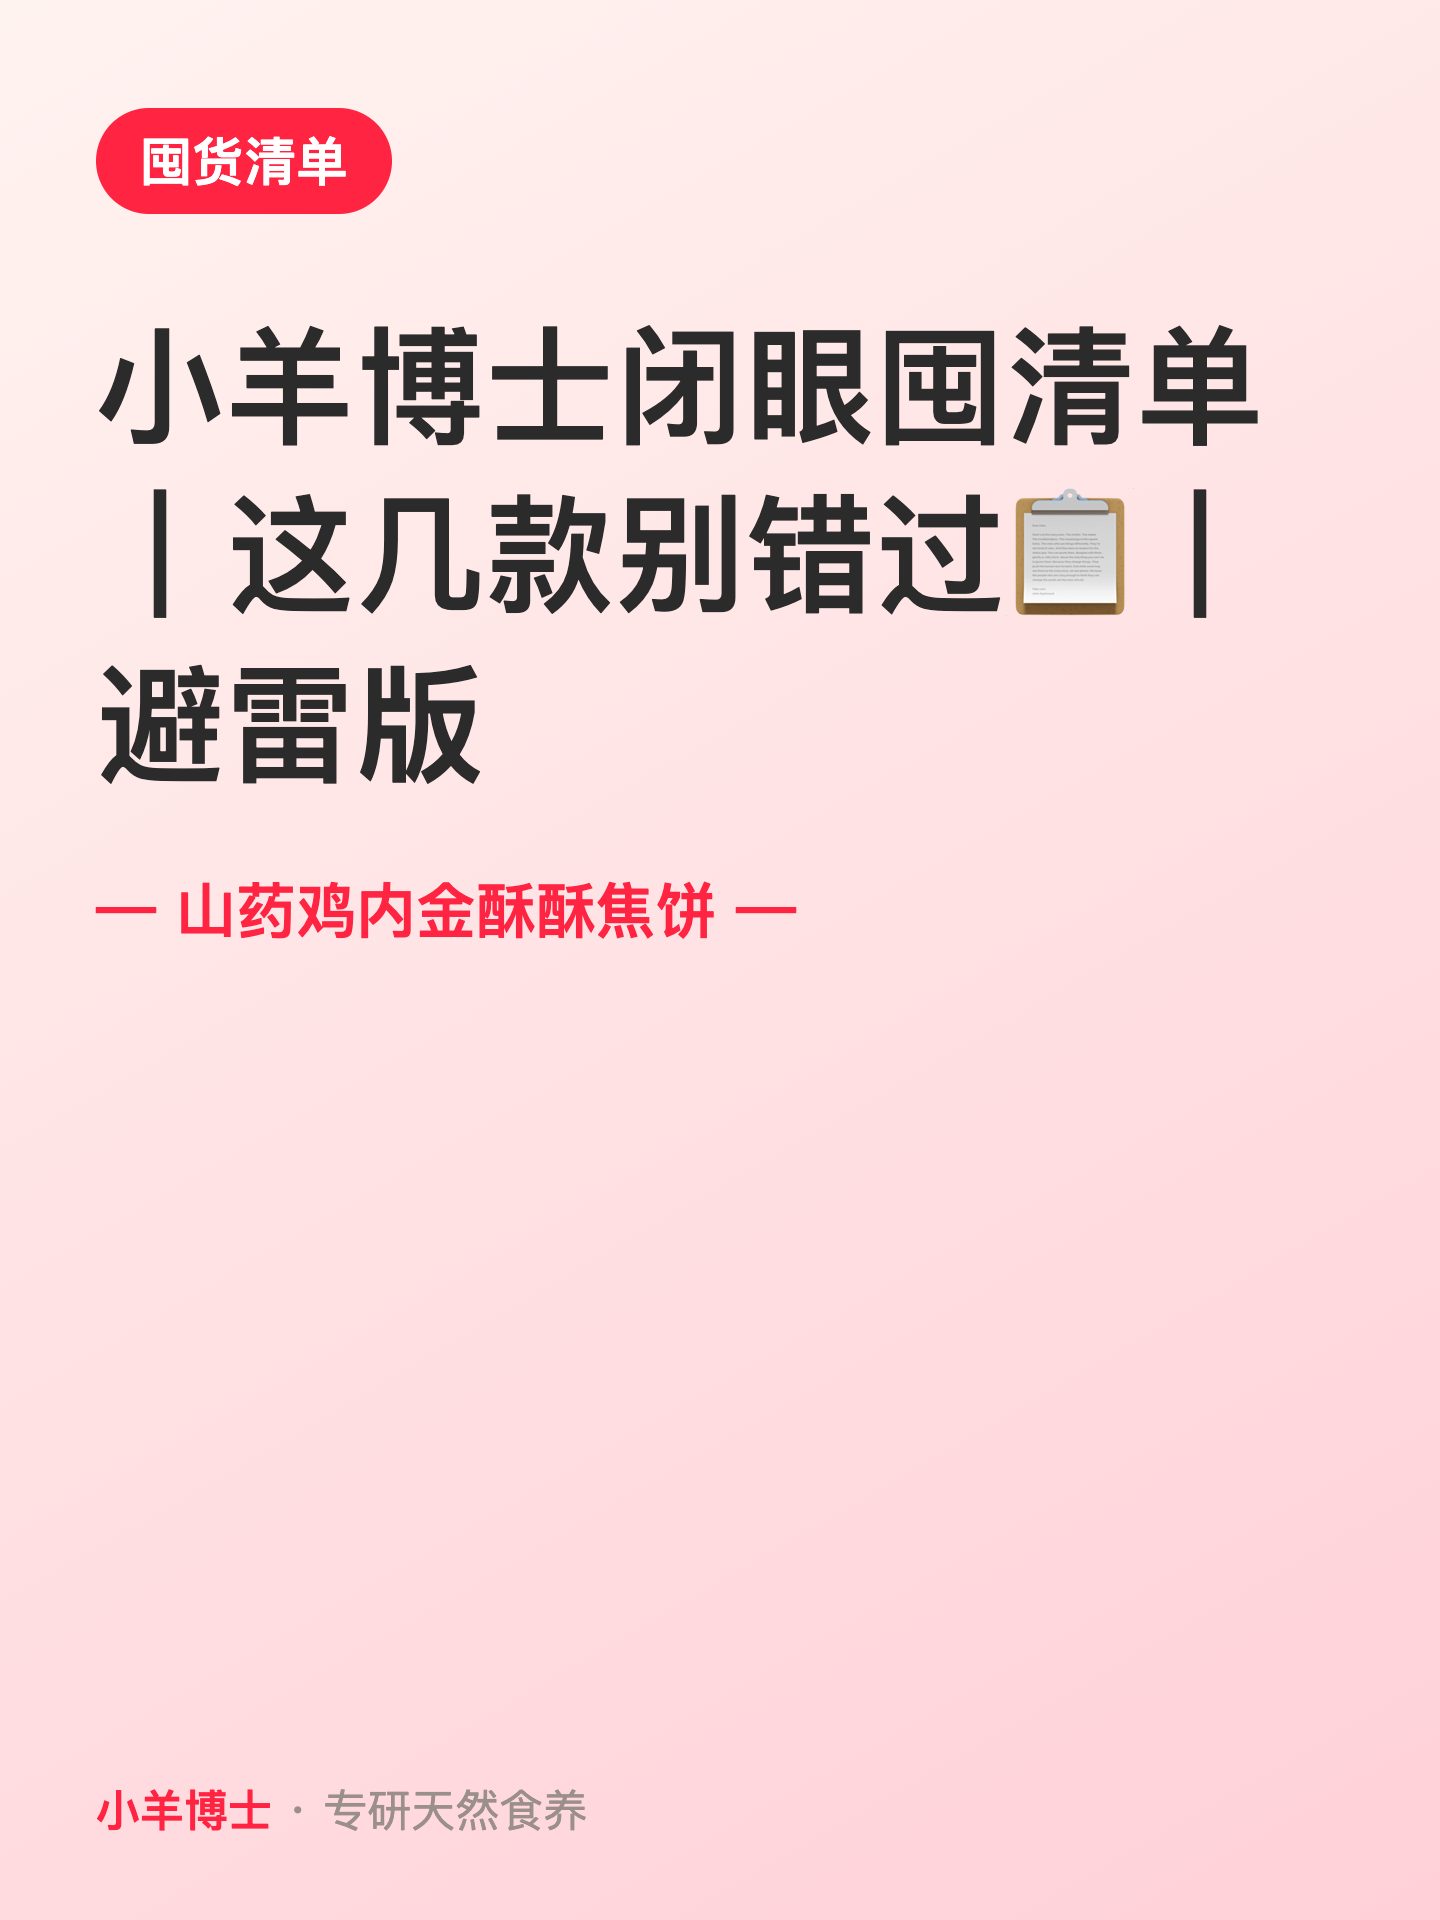 囤货清单
小羊博士闭眼囤清单
｜这几款别错过📋｜
避雷版
— 山药鸡内金酥酥焦饼 —
小羊博士 · 专研天然食养